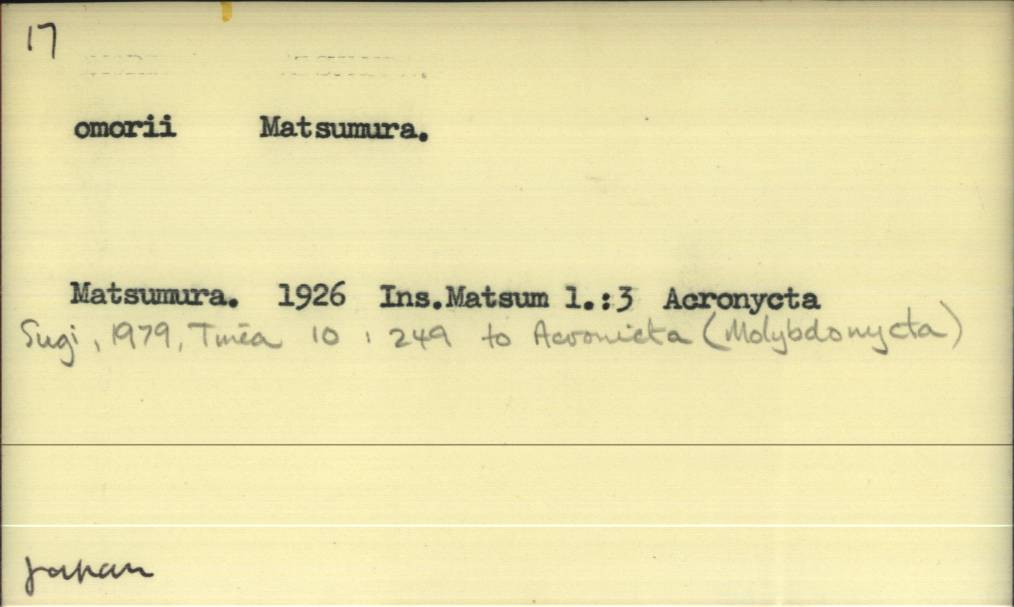 17
omorii Matsumura.
Matsumura. 1926 Ins.Matsum 1.:3 Acronycta
Sugi, 1979, Tinea 10 : 249 to Acronicta (Molybdonycta)
Japan